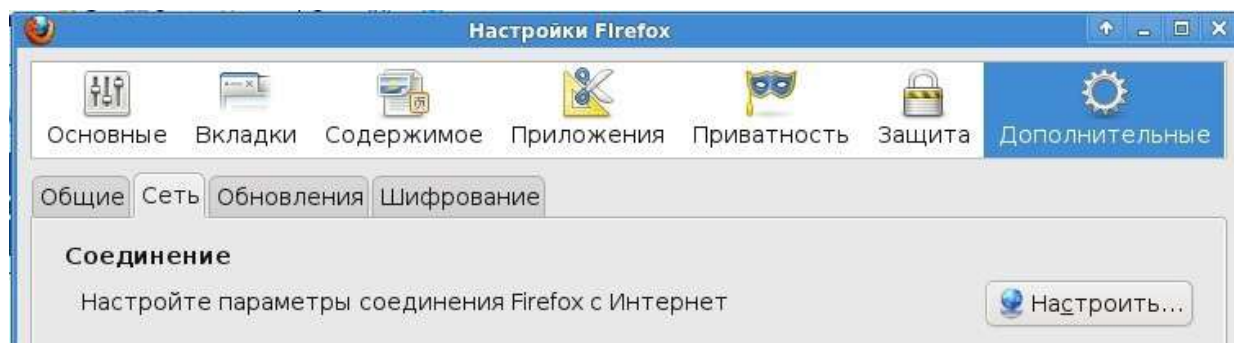 Настройки Firefox
Основные Вкладки Содержимое Приложения Приватность Защита Дополнительные
Общие Сеть Обновления Шифрование
Соединение
Настройте параметры соединения Firefox с Интернет Настроить...